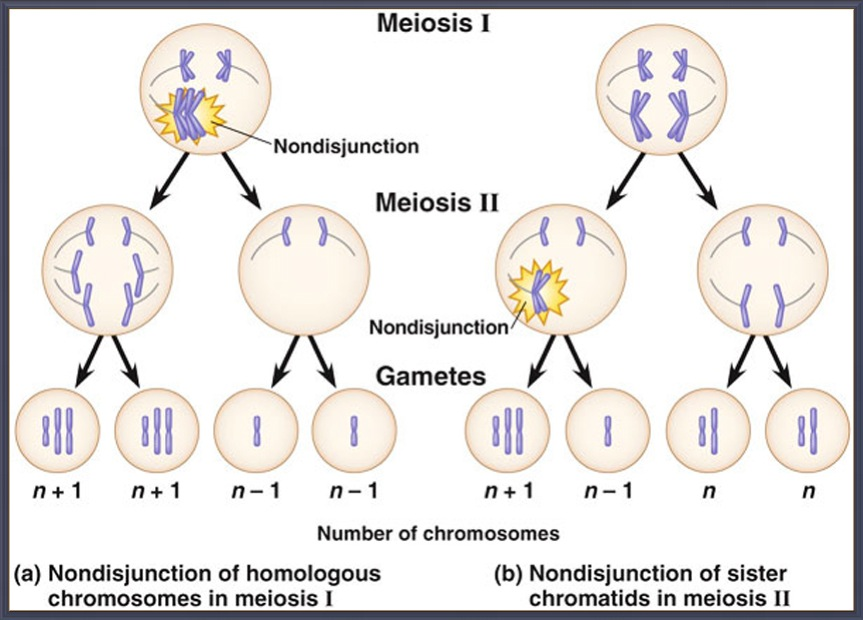 Meiosis I
Nondisjunction
Meiosis II
Nondisjunction
Gametes
n + 1
n + 1
n – 1
n – 1
n + 1
n – 1
n
n
Number of chromosomes
(a) Nondisjunction of homologous
chromosomes in meiosis I
(b) Nondisjunction of sister
chromatids in meiosis II